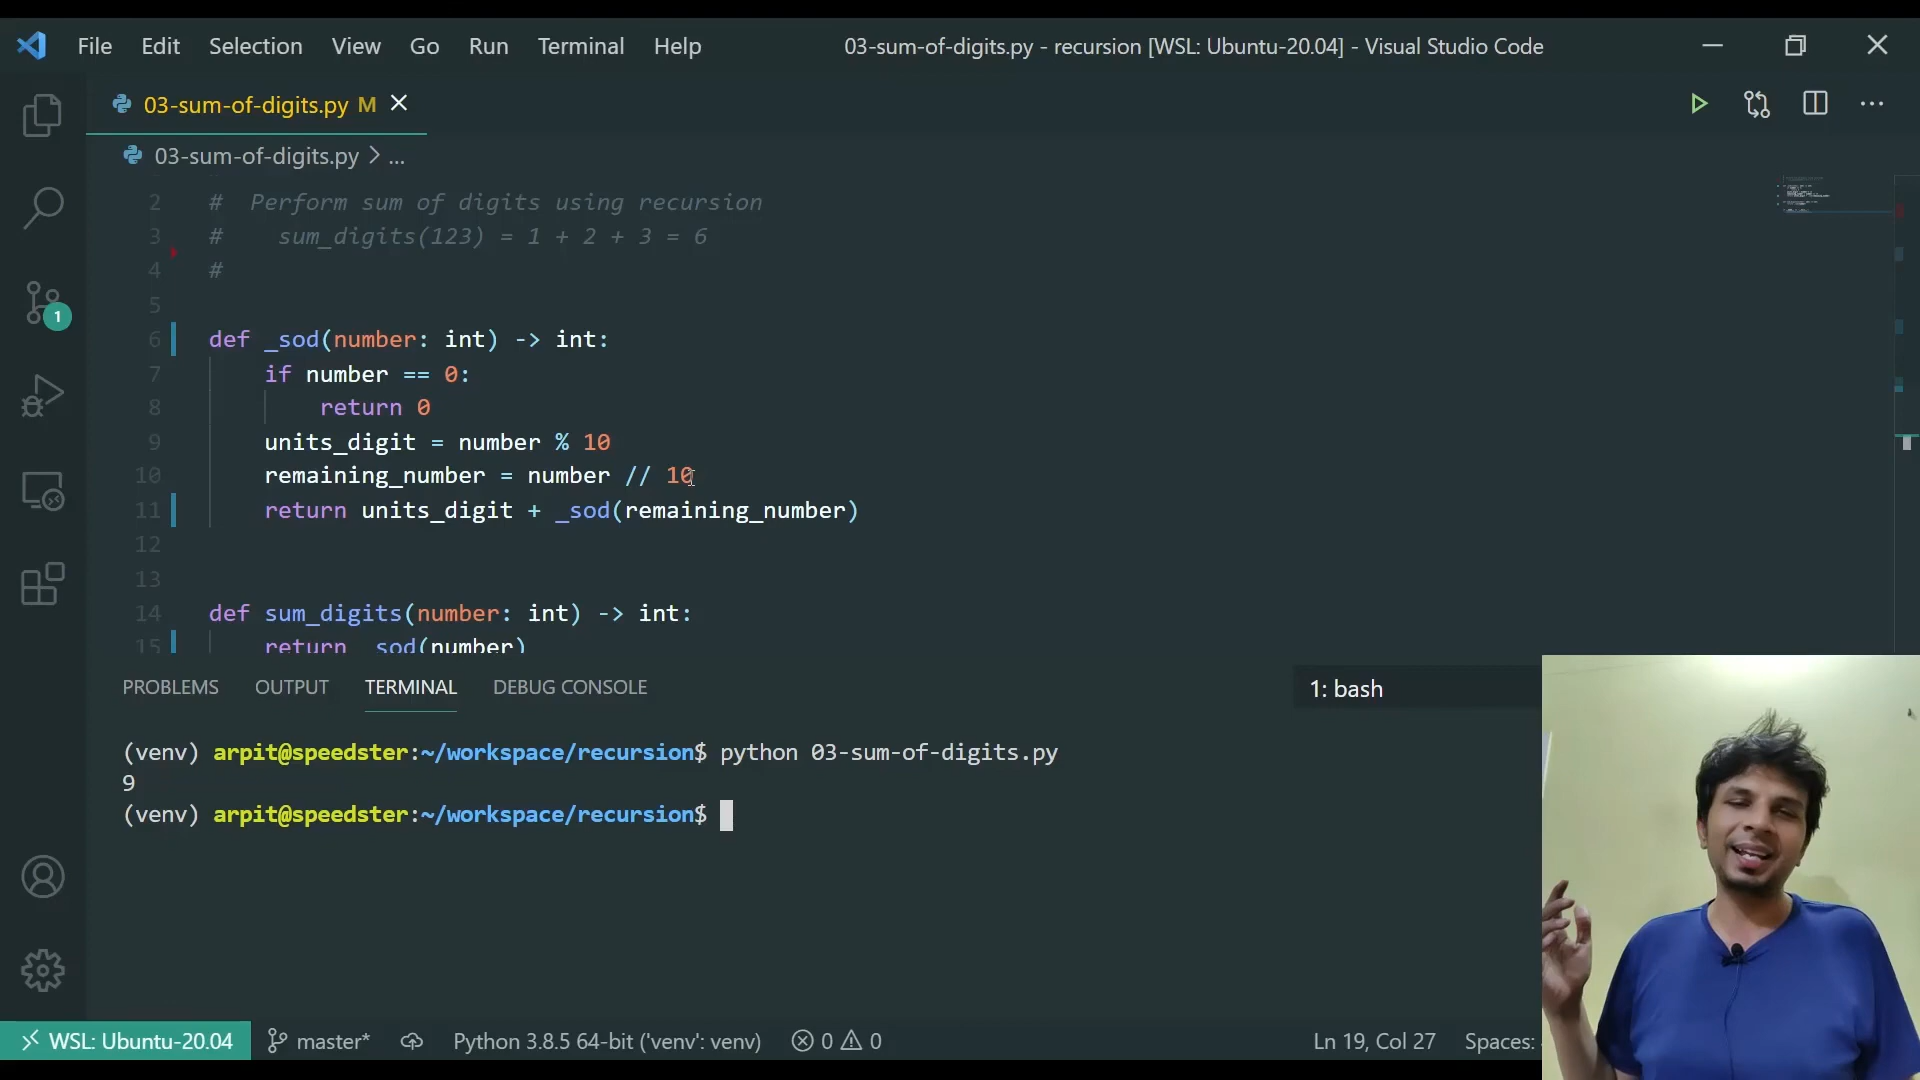 File Edit Selection View Go Run Terminal Help 03-sum-of-digits.py - recursion [WSL: Ubuntu-20.04] - Visual Studio Code
03-sum-of-digits.py M
03-sum-of-digits.py > ...
2 # Perform sum of digits using recursion
3 # sum_digits(123) = 1 + 2 + 3 = 6
4 #
5
6 def _sod(number: int) -> int:
7 if number == 0:
8 return 0
9 units_digit = number % 10
10 remaining_number = number // 10
11 return units_digit + _sod(remaining_number)
12
13
14 def sum_digits(number: int) -> int:
15 return _sod(number)
1
PROBLEMS OUTPUT TERMINAL DEBUG CONSOLE 1: bash
(venv) arpit@speedster:~/workspace/recursion$ python 03-sum-of-digits.py
9
(venv) arpit@speedster:~/workspace/recursion$
WSL: Ubuntu-20.04 master* Python 3.8.5 64-bit ('venv': venv) 0 0 Ln 19, Col 27 Spaces: